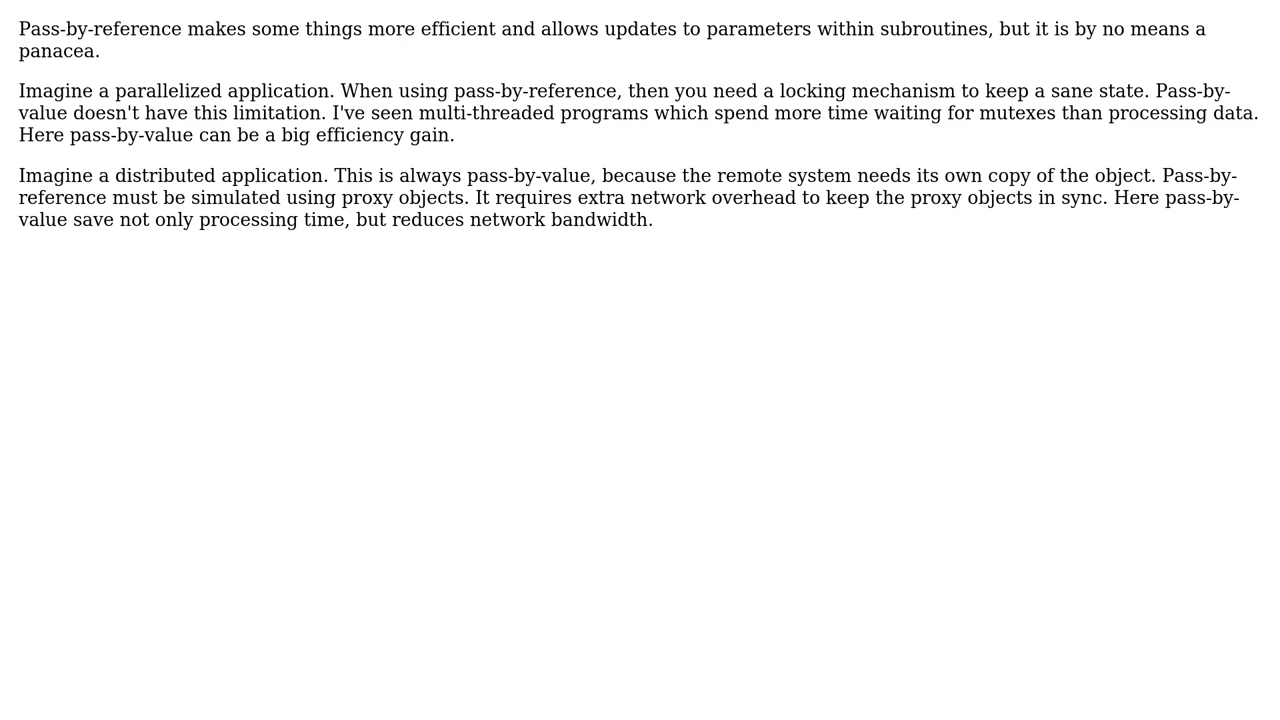 Pass-by-reference makes some things more efficient and allows updates to parameters within subroutines, but it is by no means a
panacea.
Imagine a parallelized application. When using pass-by-reference, then you need a locking mechanism to keep a sane state. Pass-by-
value doesn't have this limitation. I've seen multi-threaded programs which spend more time waiting for mutexes than processing data.
Here pass-by-value can be a big efficiency gain.
Imagine a distributed application. This is always pass-by-value, because the remote system needs its own copy of the object. Pass-by-
reference must be simulated using proxy objects. It requires extra network overhead to keep the proxy objects in sync. Here pass-by-
value save not only processing time, but reduces network bandwidth.